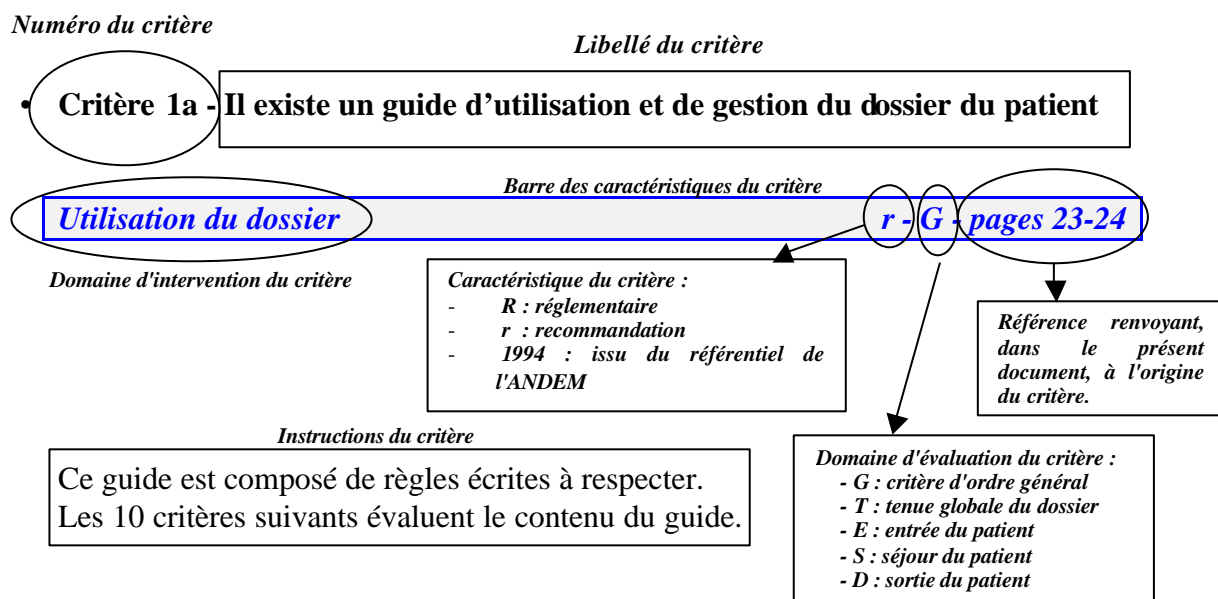 Numéro du critère
Libellé du critère
• Critère 1a - Il existe un guide d'utilisation et de gestion du dossier du patient
Barre des caractéristiques du critère
Utilisation du dossier r - G - pages 23-24
Domaine d'intervention du critère
Caractéristique du critère :
- R : réglementaire
- r : recommandation
- 1994 : issu du référentiel de
l'ANDEM
Référence renvoyant,
dans le présent
document, à l'origine
du critère.
Instructions du critère
Ce guide est composé de règles écrites à respecter.
Les 10 critères suivants évaluent le contenu du guide.
Domaine d'évaluation du critère :
- G : critère d'ordre général
- T : tenue globale du dossier
- E : entrée du patient
- S : séjour du patient
- D : sortie du patient